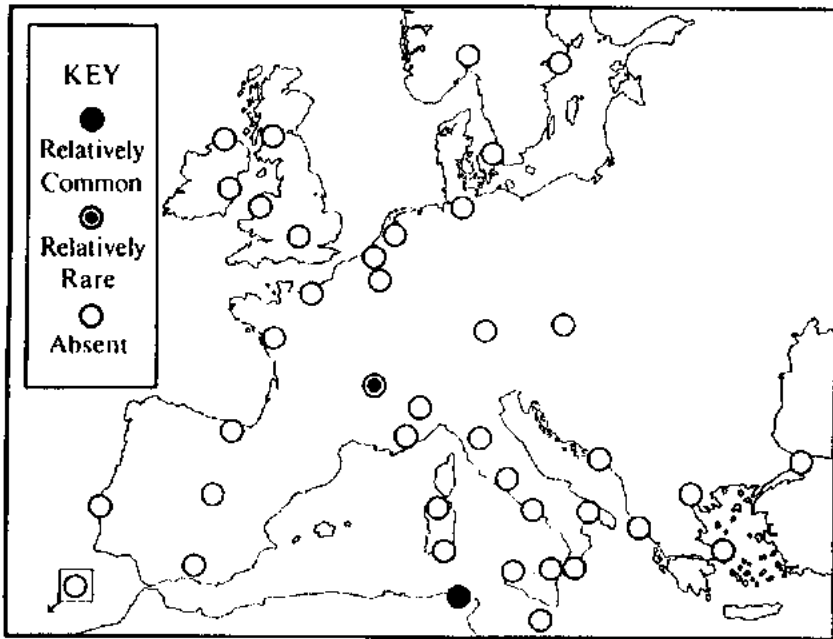 KEY
Relatively
Common
Relatively
Rare
Absent